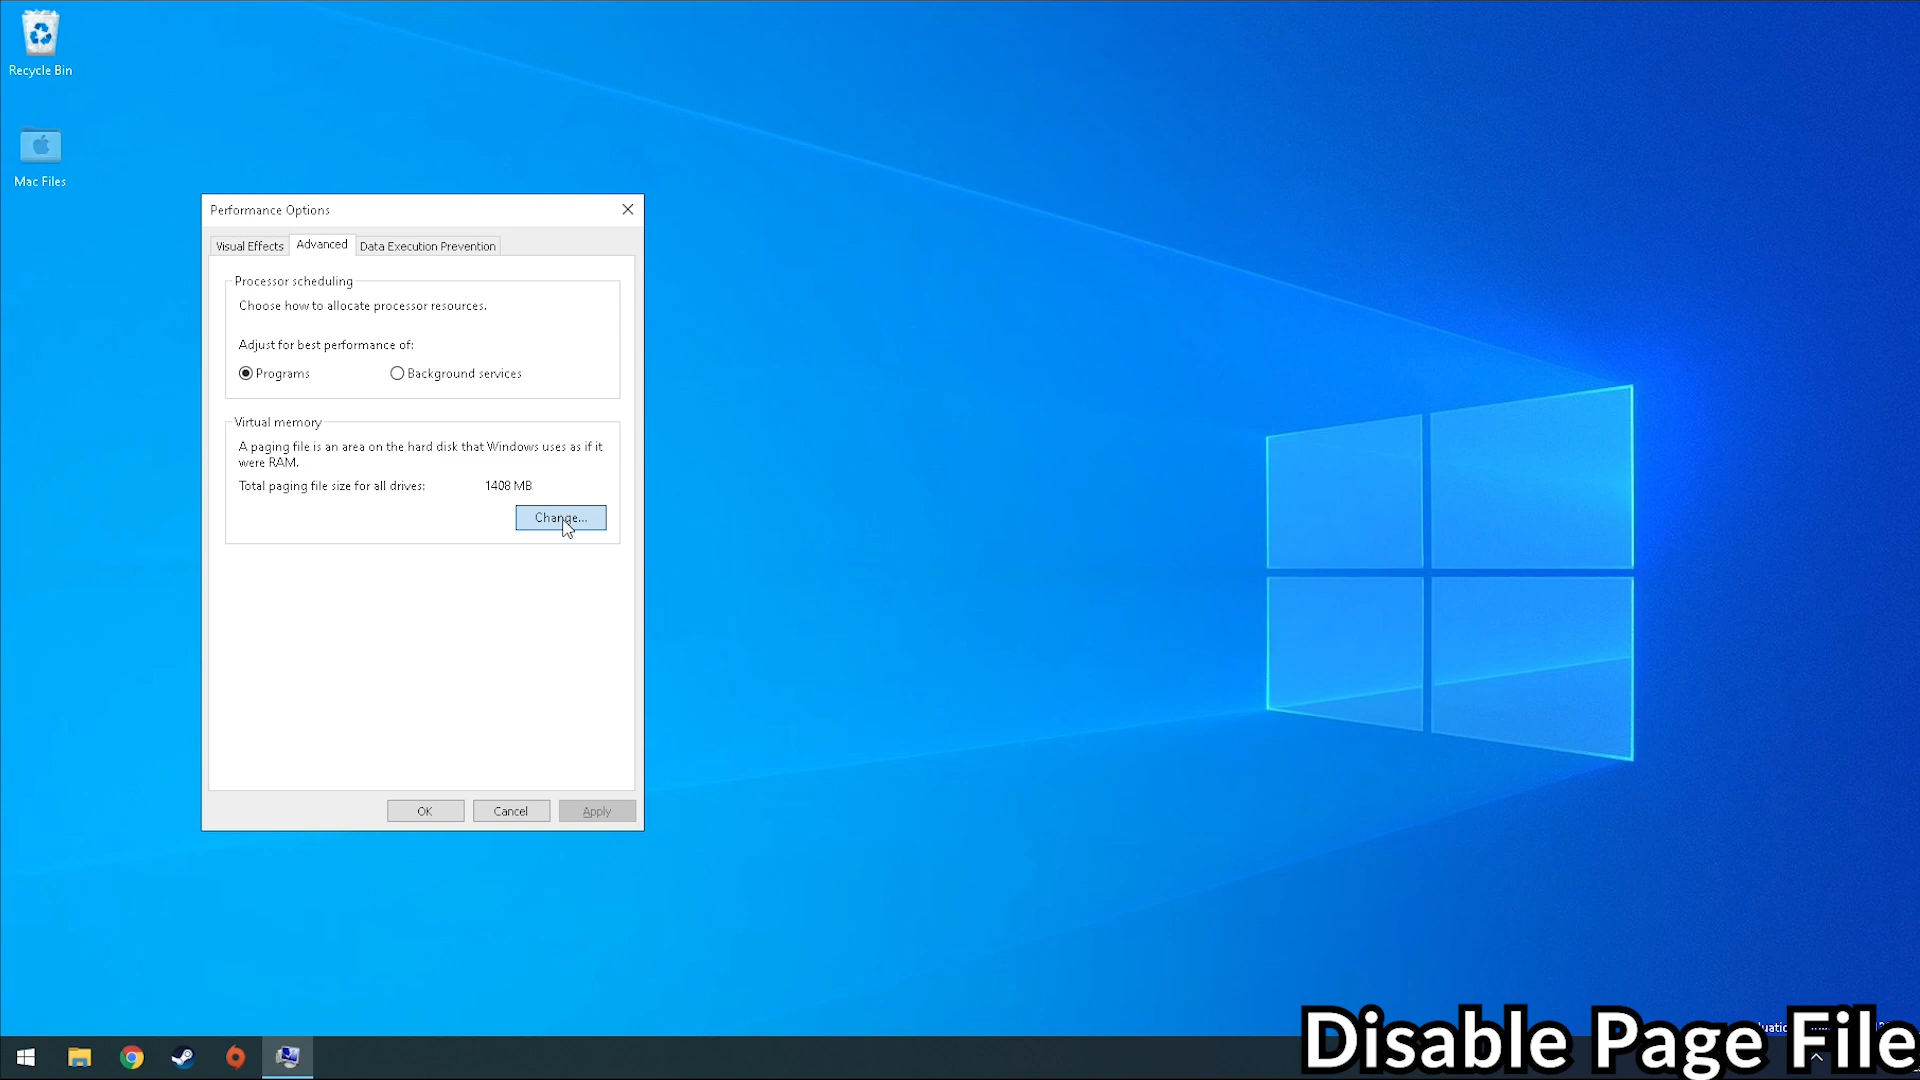 Recycle Bin
Mac Files
Performance Options
Visual Effects
Advanced
Data Execution Prevention
Processor scheduling
Choose how to allocate processor resources.
Adjust for best performance of:
Programs
Background services
Virtual memory
A paging file is an area on the hard disk that Windows uses as if it
were RAM.
Total paging file size for all drives:
1408 MB
Change...
OK
Cancel
Apply
Disable Page File